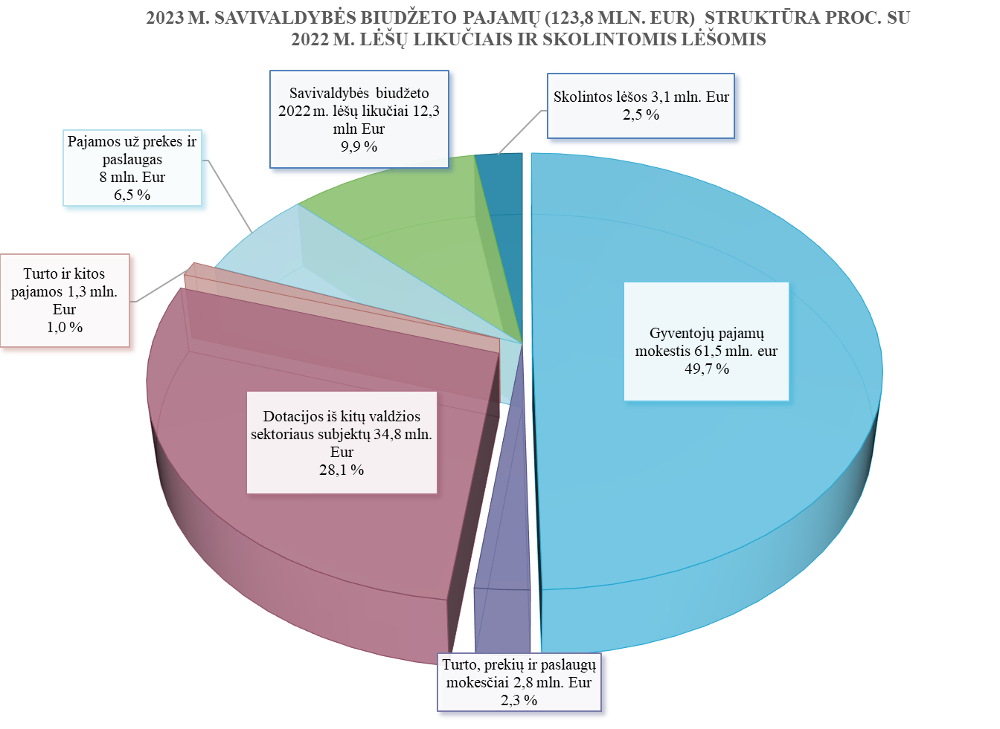 2023 M. SAVIVALDYBĖS BIUDŽETO PAJAMŲ (123,8 MLN. EUR) STRUKTŪRA PROC. SU
2022 M. LĖŠŲ LIKUČIAIS IR SKOLINTOMIS LĖŠOMIS
Savivaldybės biudžeto
2022 m. lėšų likučiai 12,3
mln Eur
9,9 %
Skolintos lėšos 3,1 mln. Eur
2,5 %
Pajamos už prekes ir
paslaugas
8 mln. Eur
6,5 %
Turto ir kitos
pajamos 1,3 mln.
Eur
1,0 %
Gyventojų pajamų
mokestis 61,5 mln. eur
49,7 %
Dotacijos iš kitų valdžios
sektoriaus subjektų 34,8 mln.
Eur
28,1 %
Turto, prekių ir paslaugų
mokesčiai 2,8 mln. Eur
2,3 %